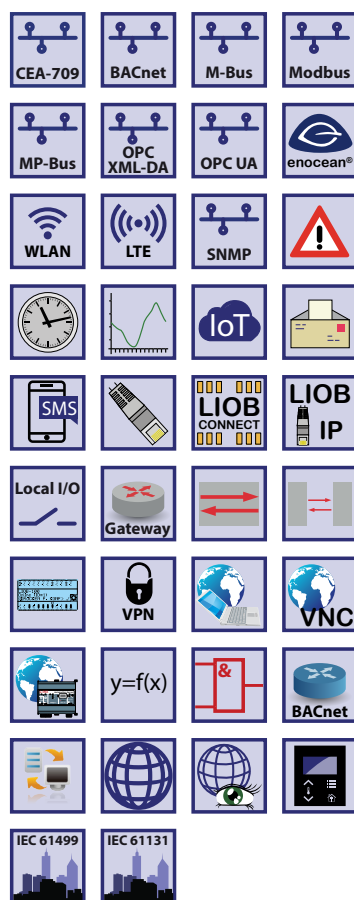 CEA-709
BACnet
M-Bus
Modbus
MP-Bus
OPC
XML-DA
OPC UA
enocean®
WLAN
LTE
SNMP
!
IoT
SMS
LIOB
CONNECT
LIOB
IP
Local I/O
Gateway
VPN
VNC
y=f(x)
&
BACnet
IEC 61499
IEC 61131